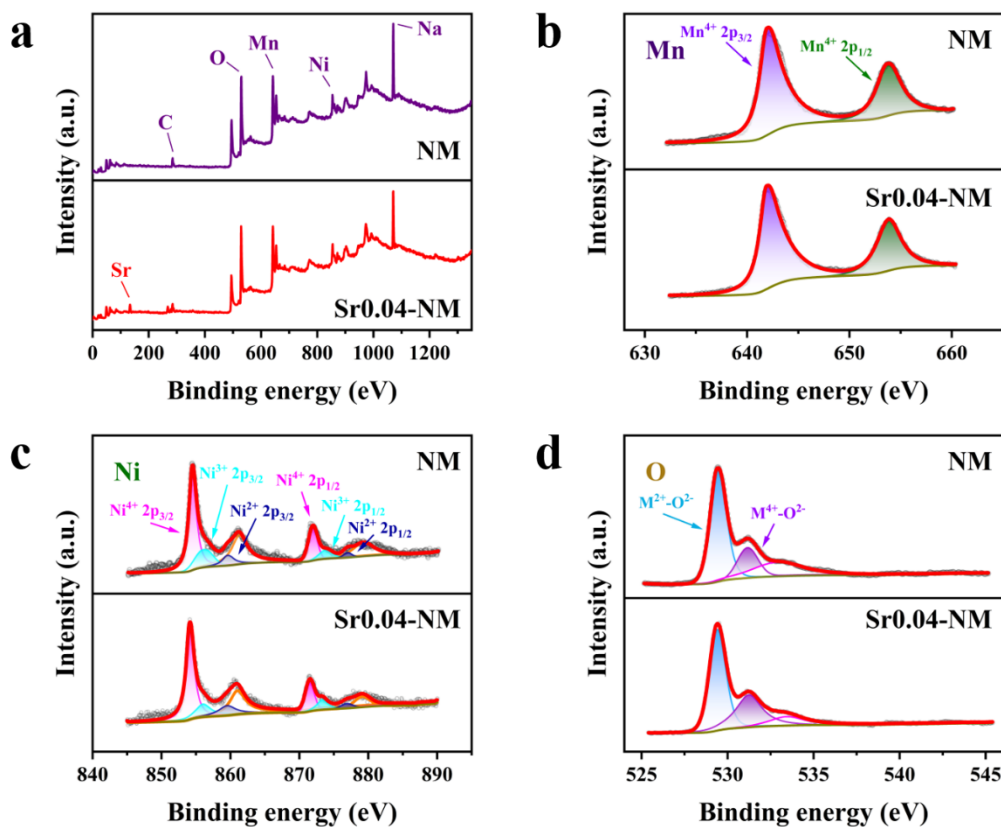 a
Na
Mn
O
Ni
C
NM
Sr
Sr0.04-NM
Intensity (a.u.)
0 200 400 600 800 1000 1200
Binding energy (eV)
b
Mn
Mn⁴⁺ 2p₃/₂
Mn⁴⁺ 2p₁/₂
NM
Sr0.04-NM
Intensity (a.u.)
630 640 650 660
Binding energy (eV)
c
Ni
NM
Ni³⁺ 2p₃/₂
Ni⁴⁺ 2p₁/₂
Ni⁴⁺ 2p₃/₂
Ni²⁺ 2p₃/₂
Ni³⁺ 2p₁/₂
Ni²⁺ 2p₁/₂
Sr0.04-NM
Intensity (a.u.)
840 850 860 870 880 890
Binding energy (eV)
d
O
NM
M²⁺-O²⁻
M⁴⁺-O²⁻
Sr0.04-NM
Intensity (a.u.)
525 530 535 540 545
Binding energy (eV)